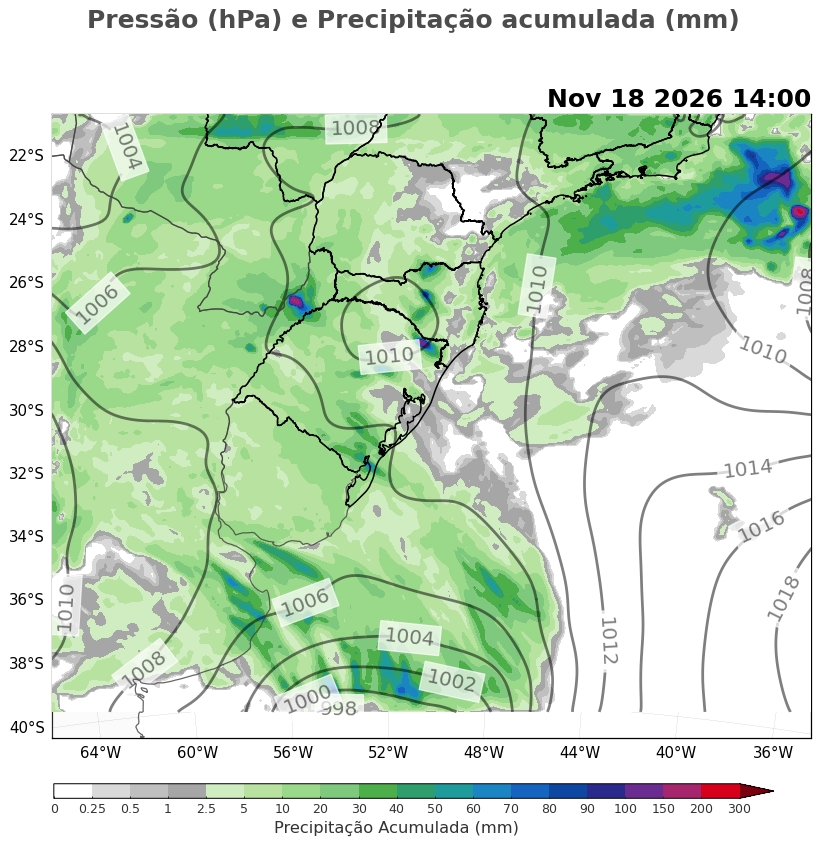 Pressão (hPa) e Precipitação acumulada (mm)
Nov 18 2026 14:00
1004
1008
22°S
24°S
26°S
28°S
30°S
32°S
34°S
36°S
38°S
40°S
1006
1010
1008
1010
1010
1014
1016
1018
1012
1010
1008
1006
1004
1002
1000
998
64°W 60°W 56°W 52°W 48°W 44°W 40°W 36°W
0 0.25 0.5 1 2.5 5 10 20 30 40 50 60 70 80 90 100 150 200 300
Precipitação Acumulada (mm)